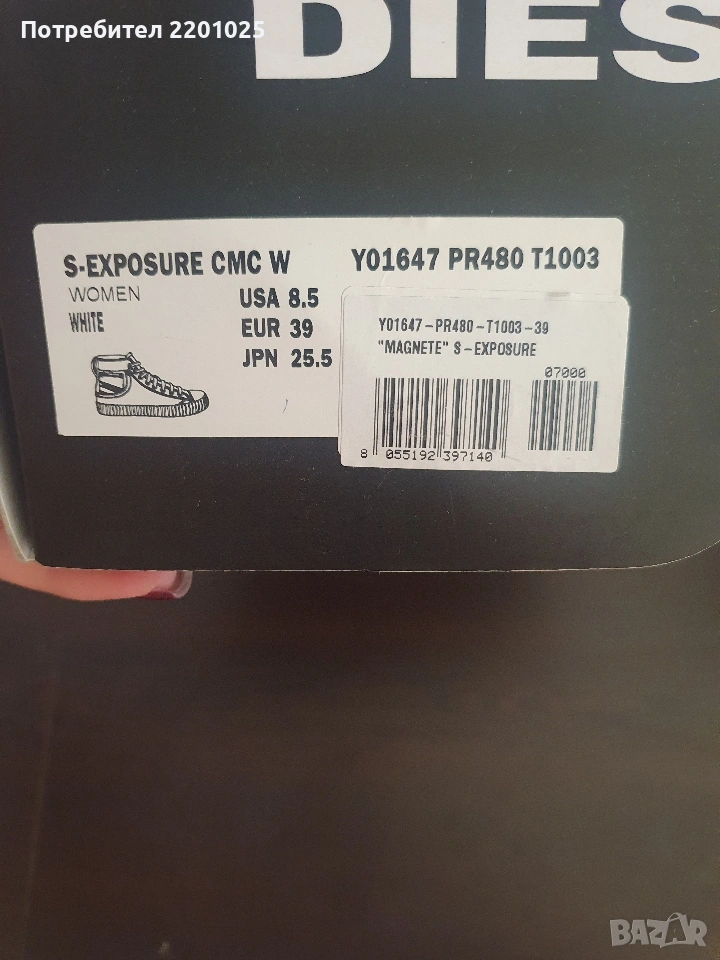 Потребител 2201025
DIES
S-EXPOSURE CMC W
Y01647 PR480 T1003
WOMEN
WHITE
USA 8.5
EUR 39
JPN 25.5
Y01647-PR480-T1003-39
"MAGNETE" S-EXPOSURE
07000
8 055192 397140
BAZAR